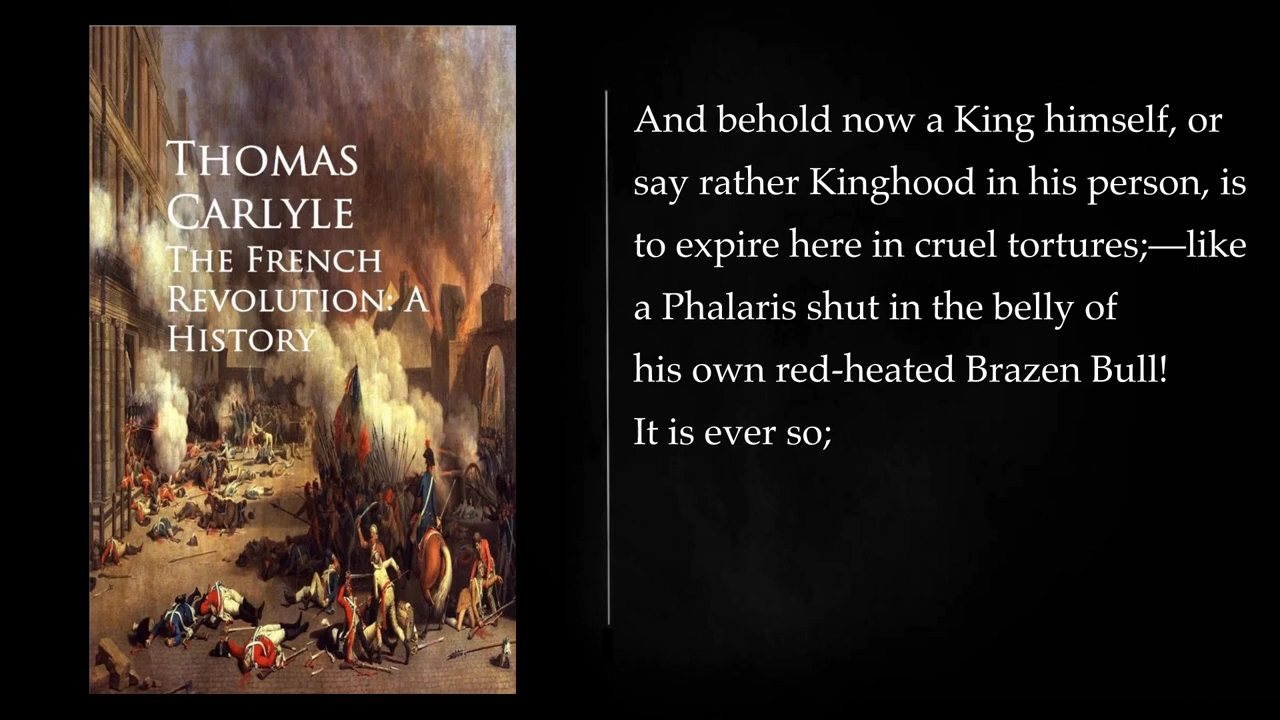 THOMAS
CARLYLE
THE FRENCH
REVOLUTION: A
HISTORY
And behold now a King himself, or
say rather Kinghood in his person, is
to expire here in cruel tortures;—like
a Phalaris shut in the belly of
his own red-heated Brazen Bull!
It is ever so;